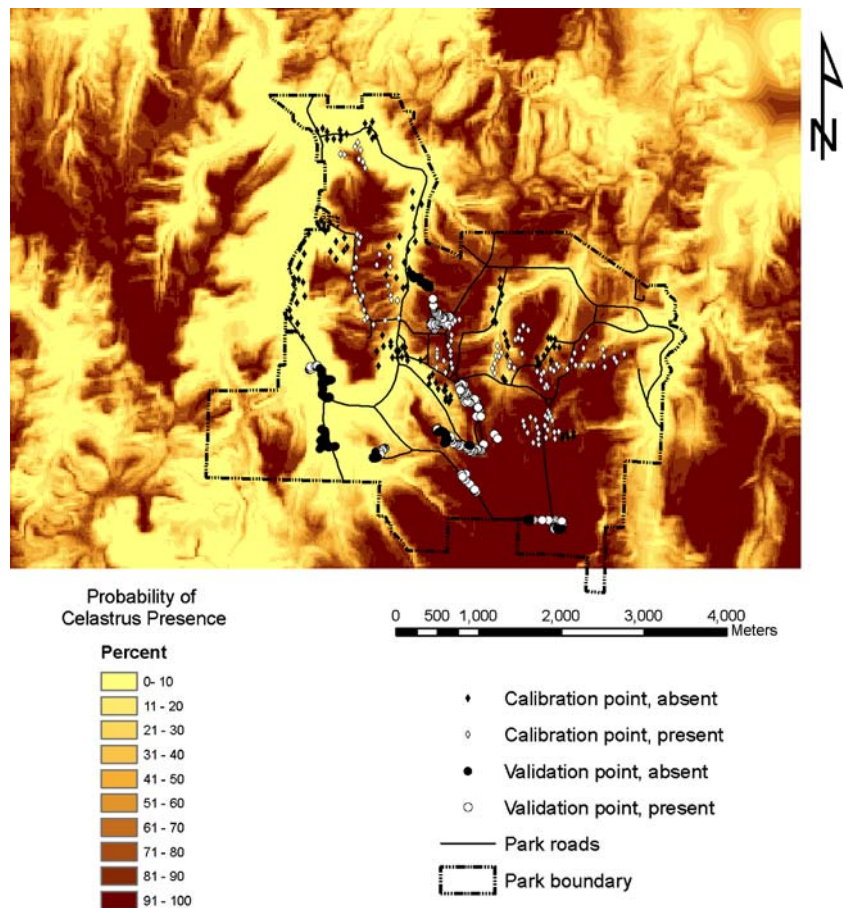 N
Probability of
Celastrus Presence
Percent
0- 10
11 - 20
21 - 30
31 - 40
41 - 50
51 - 60
61 - 70
71 - 80
81 - 90
91 - 100
0 500 1,000 2,000 3,000 4,000
Meters
Calibration point, absent
Calibration point, present
Validation point, absent
Validation point, present
Park roads
Park boundary